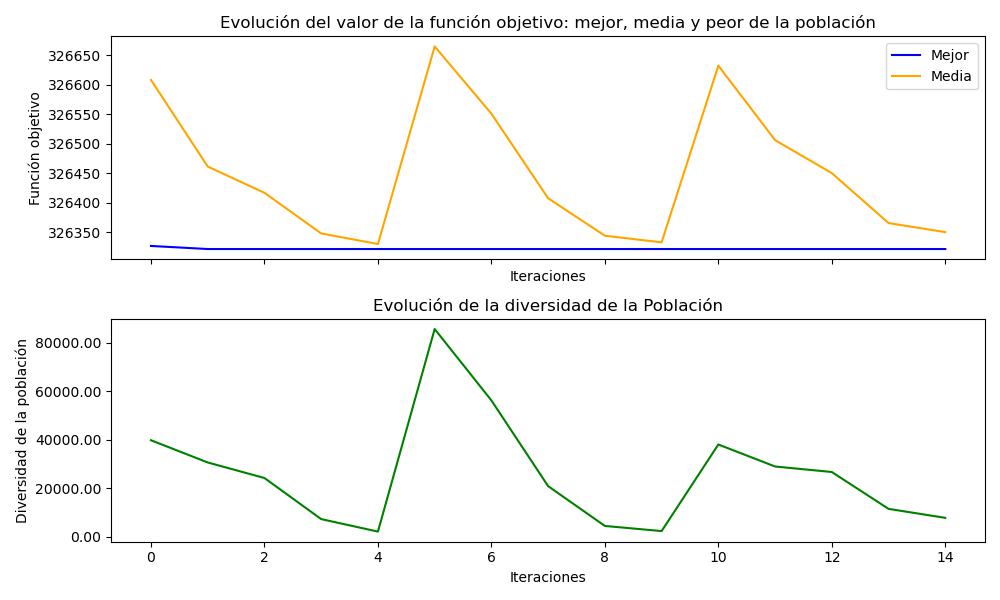 Evolución del valor de la función objetivo: mejor, media y peor de la población
Función objetivo
326650
326600
326550
326500
326450
326400
326350
Mejor
Media
Iteraciones
Evolución de la diversidad de la Población
Diversidad de la población
80000.00
60000.00
40000.00
20000.00
0.00
0 2 4 6 8 10 12 14
Iteraciones